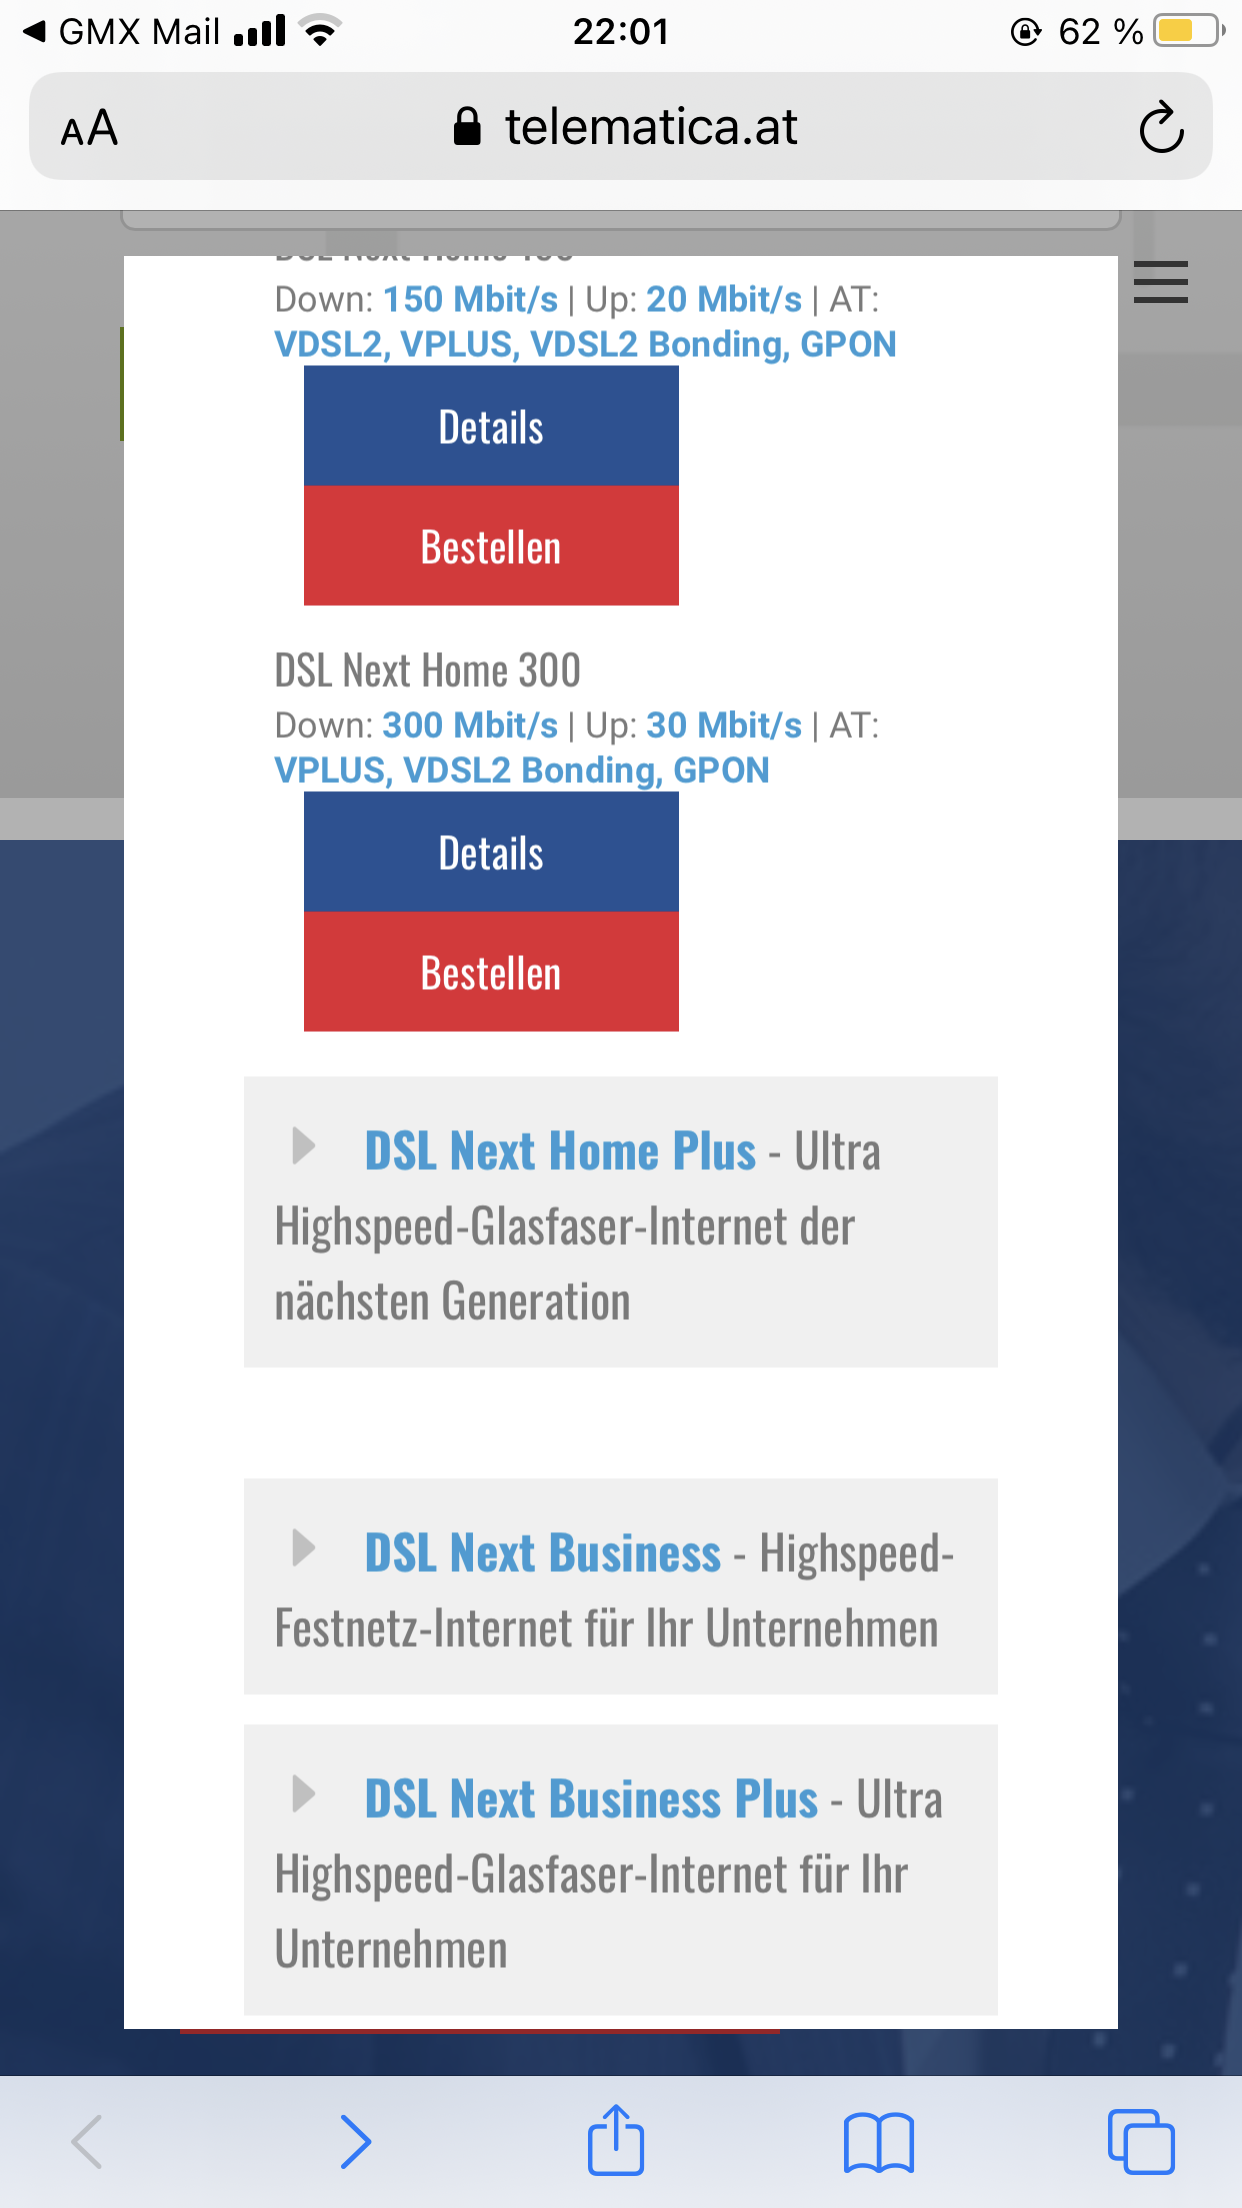 GMX Mail 22:01 62 %
AA telematica.at
Down: 150 Mbit/s | Up: 20 Mbit/s | AT:
VDSL2, VPLUS, VDSL2 Bonding, GPON
Details
Bestellen
DSL Next Home 300
Down: 300 Mbit/s | Up: 30 Mbit/s | AT:
VPLUS, VDSL2 Bonding, GPON
Details
Bestellen
DSL Next Home Plus - Ultra
Highspeed-Glasfaser-Internet der
nächsten Generation
DSL Next Business - Highspeed-
Festnetz-Internet für Ihr Unternehmen
DSL Next Business Plus - Ultra
Highspeed-Glasfaser-Internet für Ihr
Unternehmen